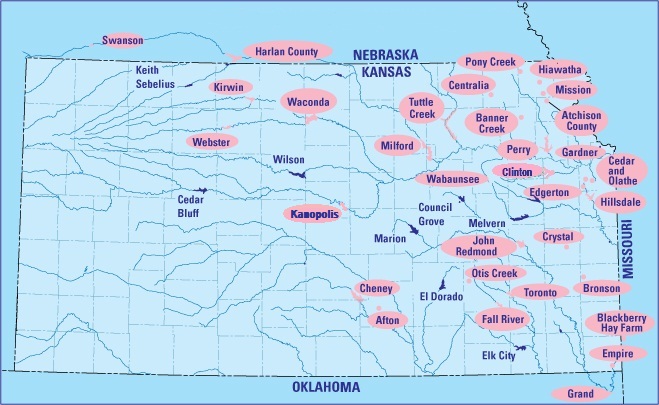 Swanson
Harlan County
NEBRASKA
KANSAS
Pony Creek
Hiawatha
Keith
Sebelius
Kirwin
Centralia
Mission
Waconda
Tuttle
Creek
Banner
Creek
Atchison
County
Webster
Milford
Perry
Gardner
Wilson
Clinton
Cedar
and
Olathe
Wabaunsee
Edgerton
Cedar
Bluff
Kanopolis
Council
Grove
Melvern
Hillsdale
Marion
John
Redmond
Crystal
MISSOURI
Otis Creek
Cheney
El Dorado
Toronto
Bronson
Afton
Fall River
Blackberry
Hay Farm
Elk City
Empire
OKLAHOMA
Grand